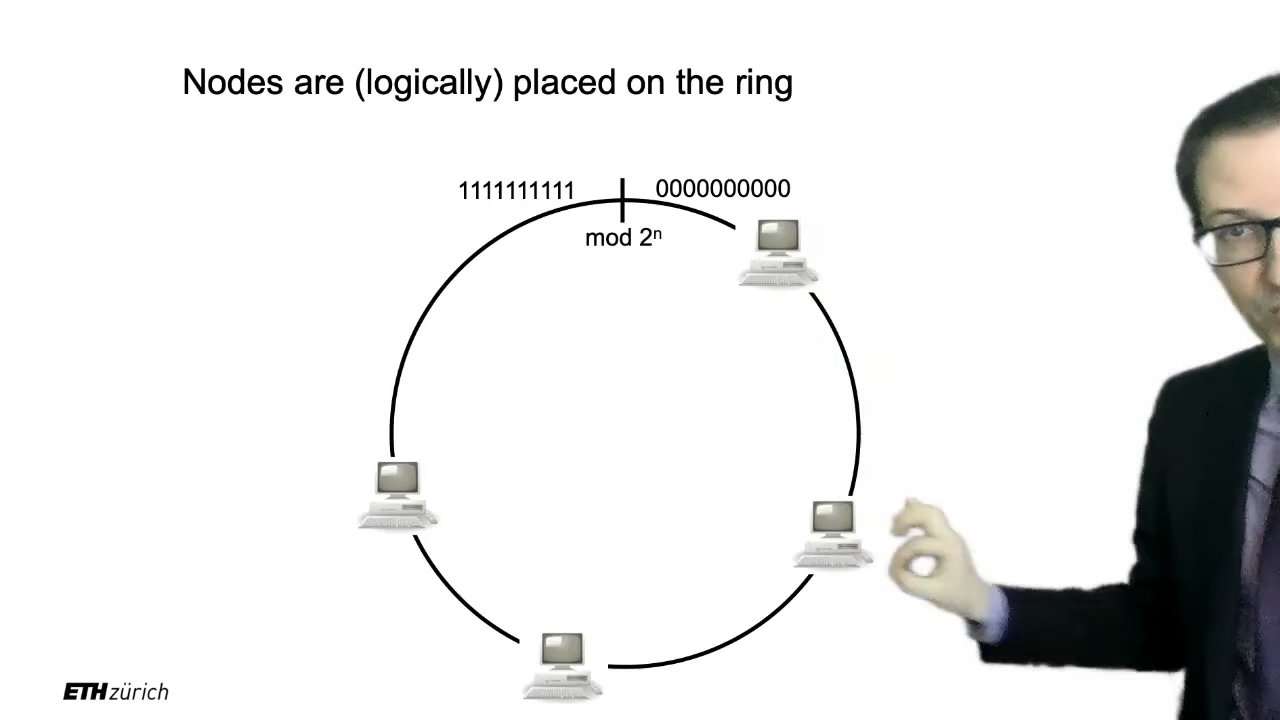 Nodes are (logically) placed on the ring
1111111111 0000000000
mod 2ⁿ
ETH zürich